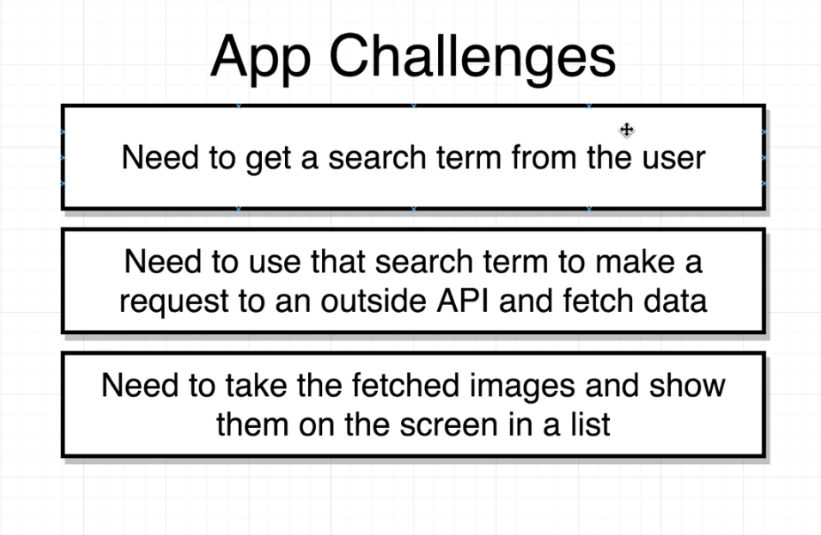 App Challenges
Need to get a search term from the user
Need to use that search term to make a
request to an outside API and fetch data
Need to take the fetched images and show
them on the screen in a list